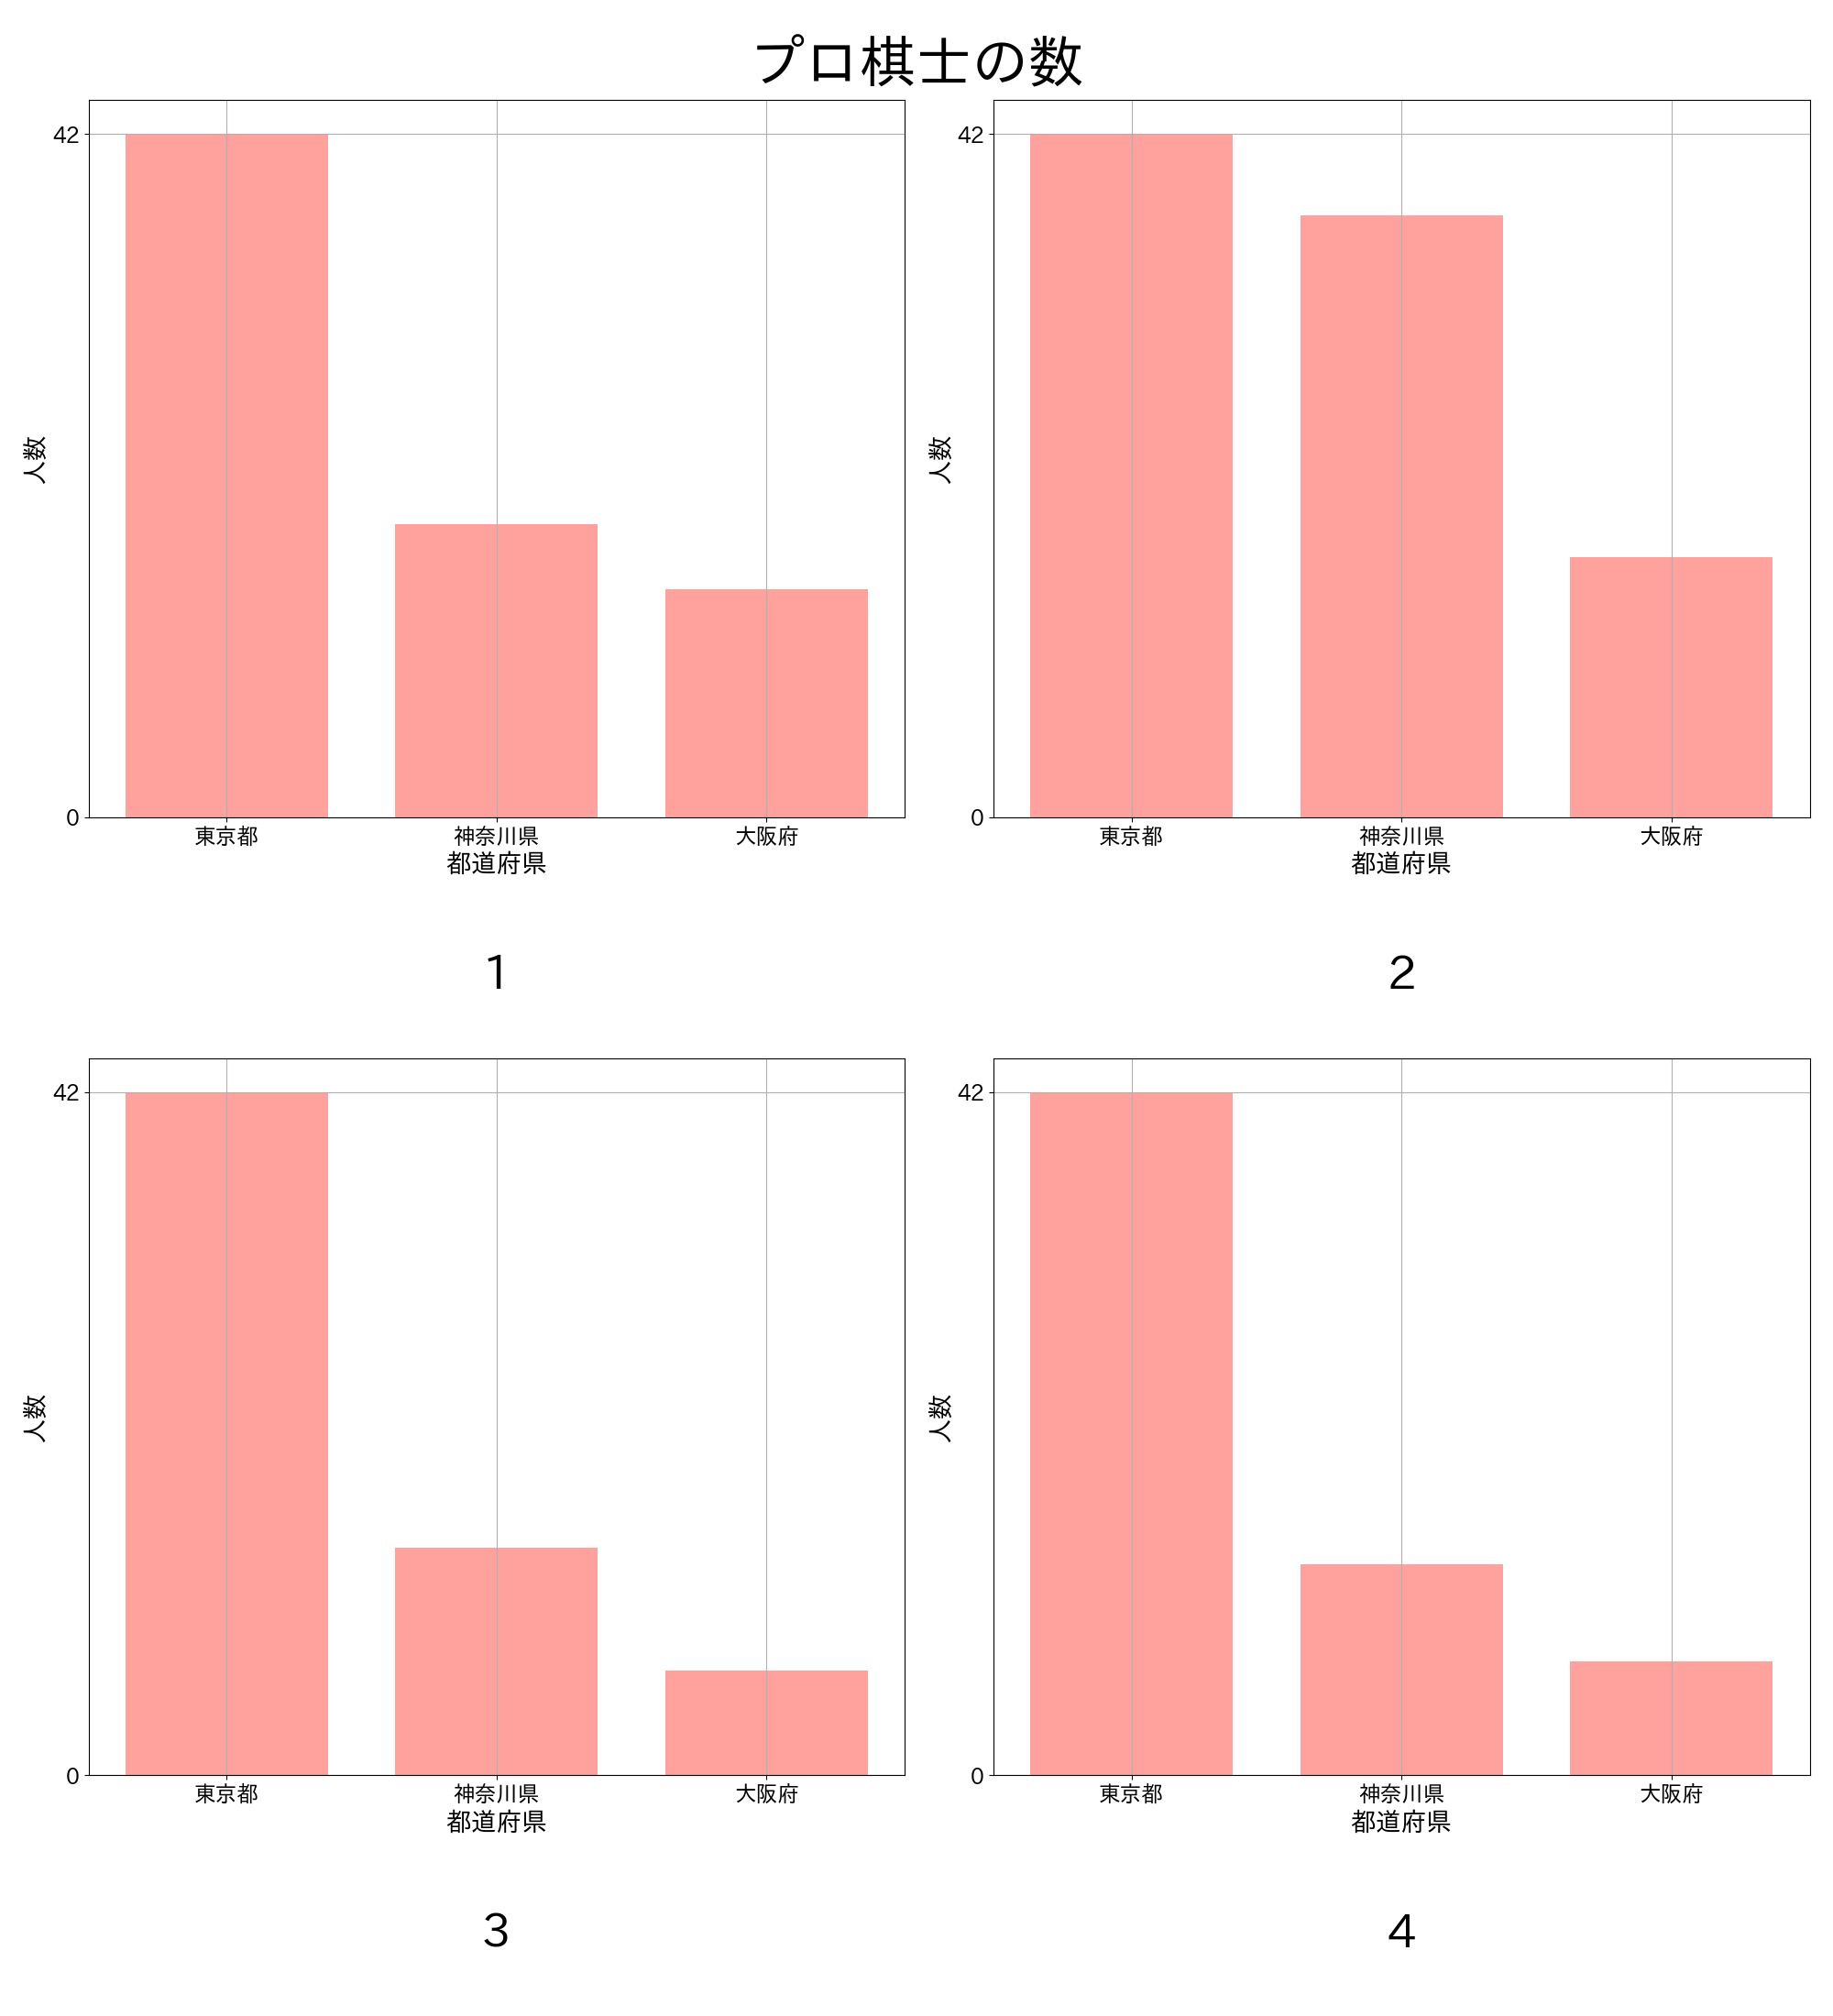 プロ棋士の数
42
人数
0
東京都 神奈川県 大阪府
都道府県
1
42
人数
0
東京都 神奈川県 大阪府
都道府県
2
42
人数
0
東京都 神奈川県 大阪府
都道府県
3
42
人数
0
東京都 神奈川県 大阪府
都道府県
4